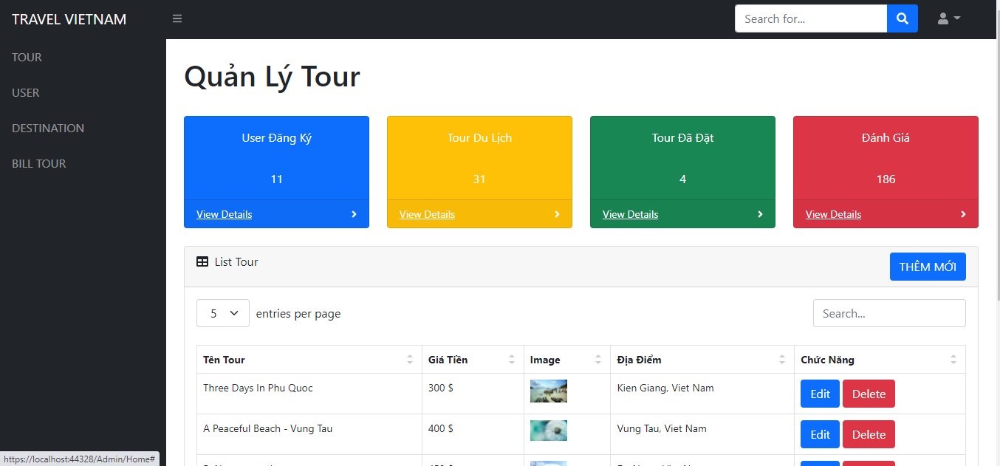 TRAVEL VIETNAM
Search for...
TOUR
USER
DESTINATION
BILL TOUR
Quản Lý Tour
User Đăng Ký
11
View Details
Tour Du Lịch
31
View Details
Tour Đã Đặt
4
View Details
Đánh Giá
186
View Details
List Tour
THÊM MỚI
5 entries per page
Search...
Tên Tour Giá Tiền Image Địa Điểm Chức Năng
Three Days In Phu Quoc 300 $ Kien Giang, Viet Nam Edit Delete
A Peaceful Beach - Vung Tau 400 $ Vung Tau, Viet Nam Edit Delete
https://localhost:44328/Admin/Home#